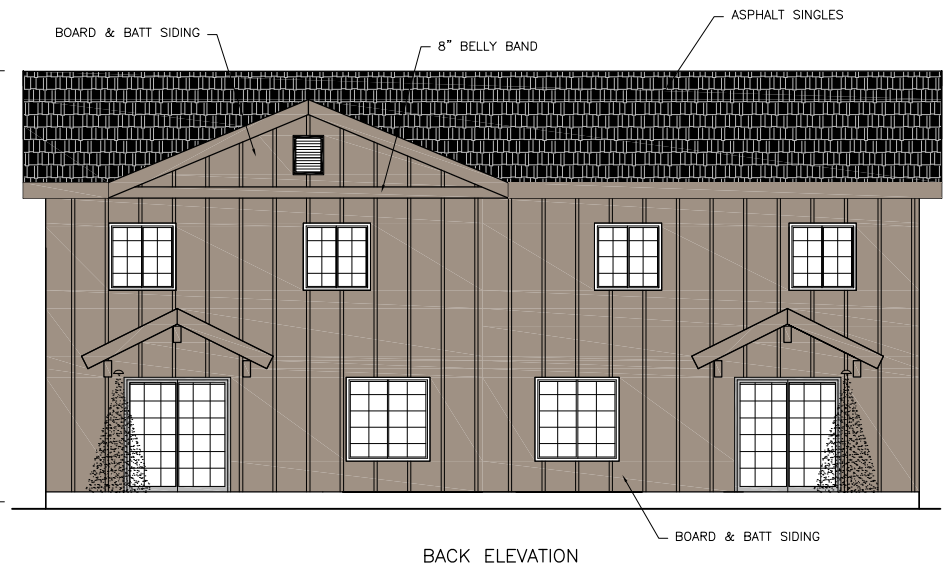 ASPHALT SINGLES
BOARD & BATT SIDING
8" BELLY BAND
BOARD & BATT SIDING
BACK ELEVATION